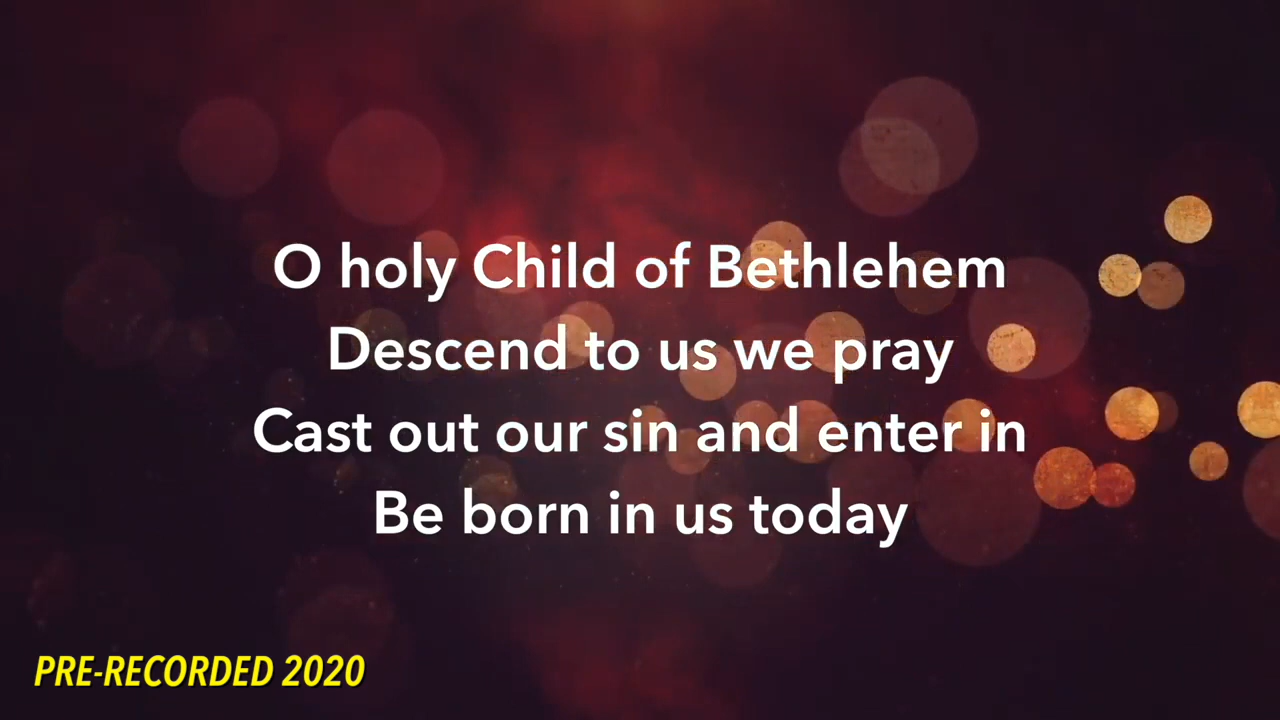 O holy Child of Bethlehem
Descend to us we pray
Cast out our sin and enter in
Be born in us today
PRE-RECORDED 2020